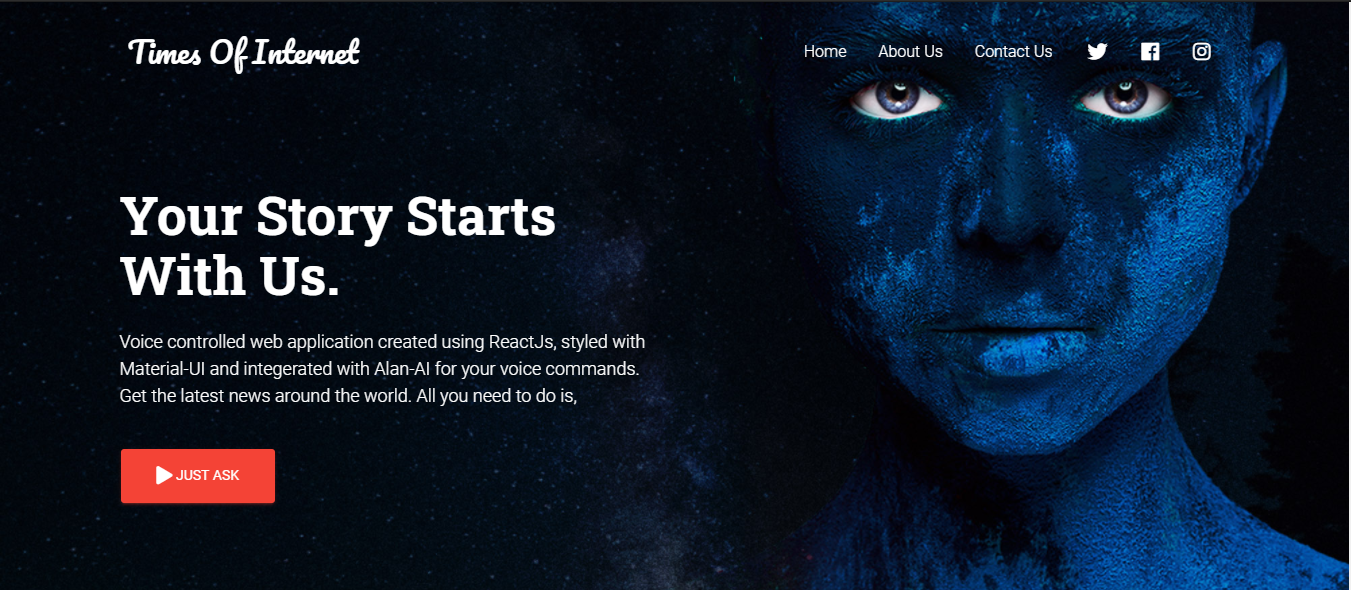 Times Of Internet
Home About Us Contact Us
Your Story Starts
With Us.
Voice controlled web application created using ReactJs, styled with
Material-UI and integerated with Alan-AI for your voice commands.
Get the latest news around the world. All you need to do is,
JUST ASK